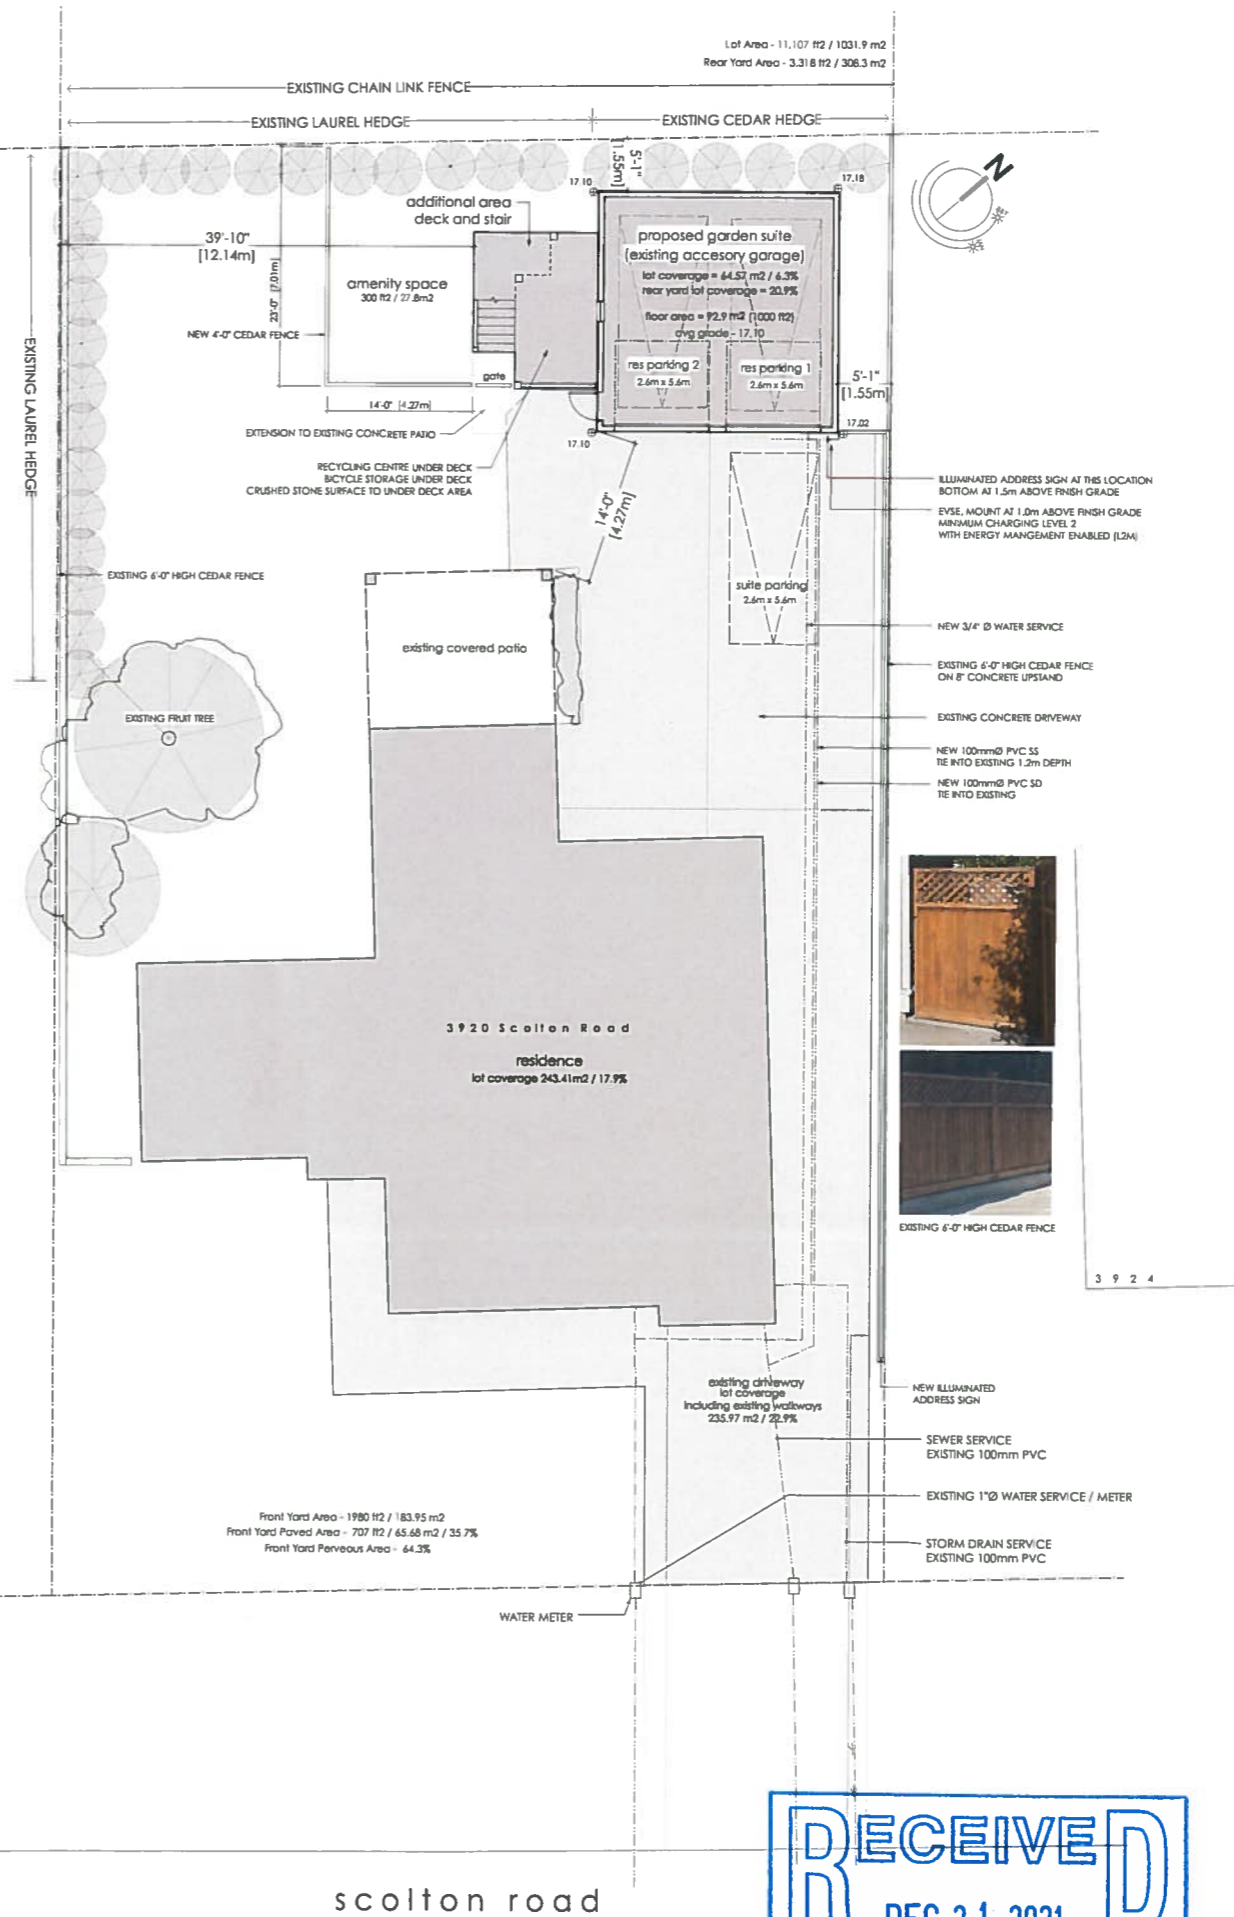 Lot Area - 11,107 ft2 / 1031.9 m2
Rear Yard Area - 3,318 ft2 / 308.3 m2
EXISTING CHAIN LINK FENCE
EXISTING LAUREL HEDGE
EXISTING CEDAR HEDGE
5'-1"
[1.55m]
N
17.10
17.18
additional area
deck and stair
39'-10"
[12.14m]
proposed garden suite
(existing accesory garage)
lot coverage = 64.57 m2 / 6.3%
rear yard lot coverage = 20.9%
floor area = 92.9 m2 (1000 ft2)
avg grade - 17.10
amenity space
300 ft2 / 27.8m2
23'-0" [7.01m]
NEW 4'-0" CEDAR FENCE
EXISTING LAUREL HEDGE
res parking 2
2.6m x 5.6m
res parking 1
2.6m x 5.6m
5'-1"
[1.55m]
gate
14'-0" [4.27m]
17.02
EXTENSION TO EXISTING CONCRETE PATIO
17.10
RECYCLING CENTRE UNDER DECK
BICYCLE STORAGE UNDER DECK
CRUSHED STONE SURFACE TO UNDER DECK AREA
14'-0"
[4.27m]
ILLUMINATED ADDRESS SIGN AT THIS LOCATION
BOTTOM AT 1.5m ABOVE FINISH GRADE
EVSE, MOUNT AT 1.0m ABOVE FINISH GRADE
MINIMUM CHARGING LEVEL 2
WITH ENERGY MANGEMENT ENABLED (L2M)
EXISTING 6'-0" HIGH CEDAR FENCE
suite parking
2.6m x 5.6m
NEW 3/4" Ø WATER SERVICE
existing covered patio
EXISTING 6'-0" HIGH CEDAR FENCE
ON 8" CONCRETE UPSTAND
EXISTING FRUIT TREE
EXISTING CONCRETE DRIVEWAY
NEW 100mmØ PVC SS
TIE INTO EXISTING 1.2m DEPTH
NEW 100mmØ PVC SD
TIE INTO EXISTING
3920 Scolton Road
residence
lot coverage 243.41m2 / 17.9%
EXISTING 6'-0" HIGH CEDAR FENCE
3 9 2 4
existing driveway
lot coverage
including existing walkways
235.97 m2 / 22.9%
NEW ILLUMINATED
ADDRESS SIGN
SEWER SERVICE
EXISTING 100mm PVC
EXISTING 1"Ø WATER SERVICE / METER
Front Yard Area - 1980 ft2 / 183.95 m2
Front Yard Paved Area - 707 ft2 / 65.68 m2 / 35.7%
Front Yard Perveous Area - 64.3%
STORM DRAIN SERVICE
EXISTING 100mm PVC
WATER METER
RECEIVED
DEC 21 2021
scolton road